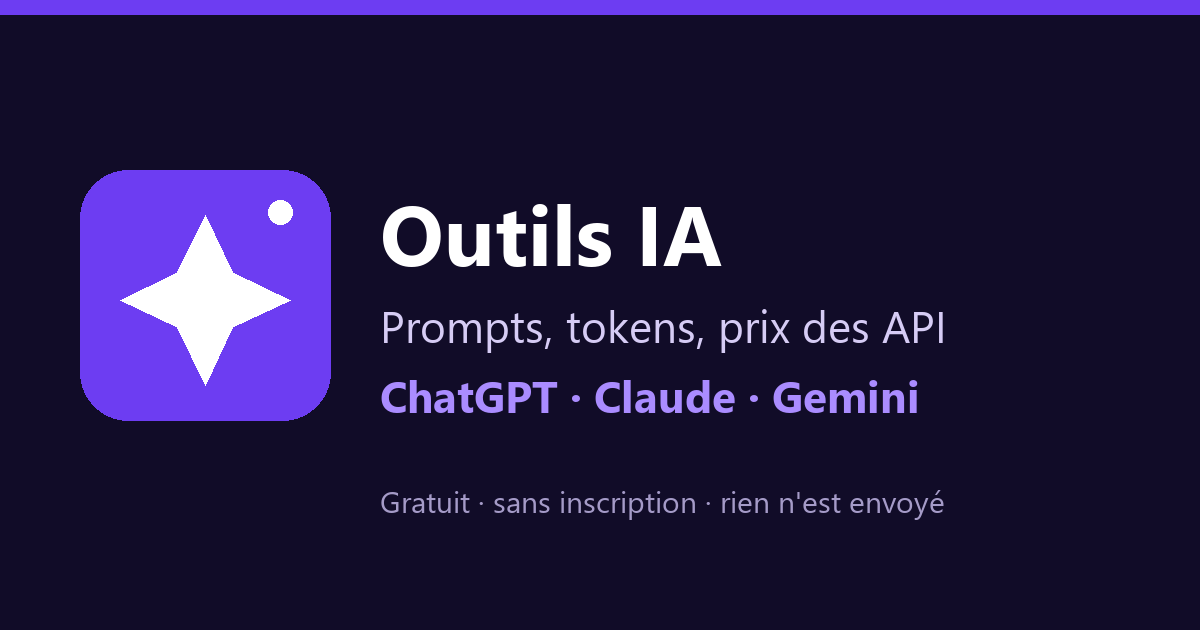 Outils IA
Prompts, tokens, prix des API
ChatGPT · Claude · Gemini
Gratuit · sans inscription · rien n'est envoyé